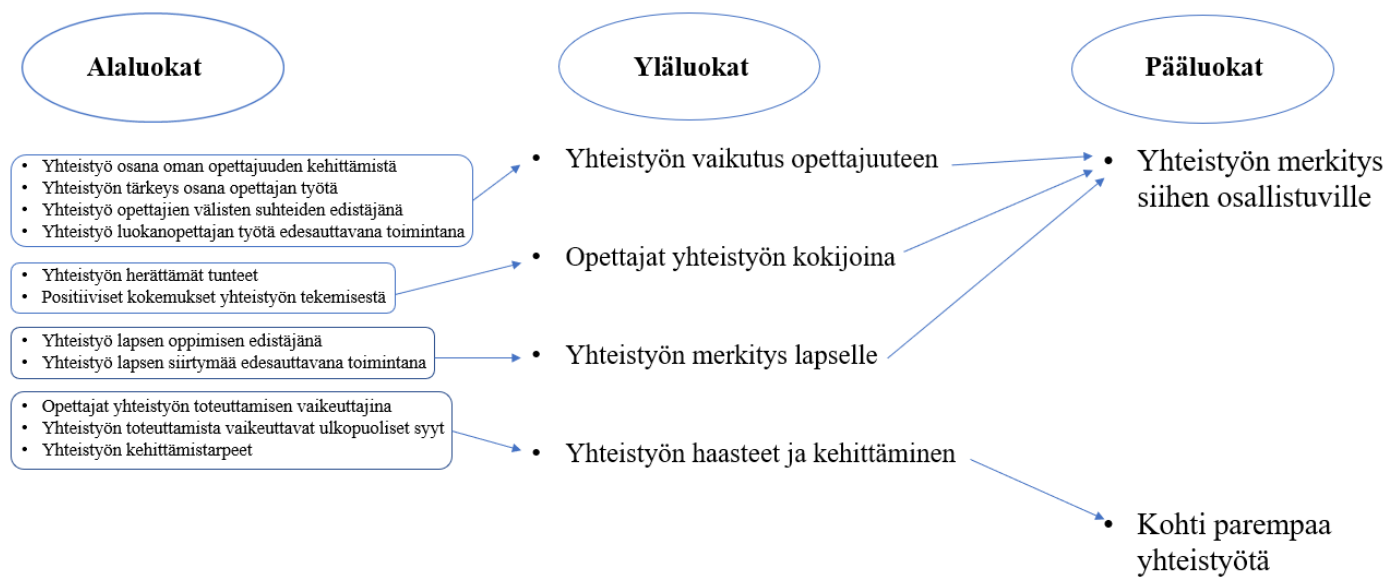 Alaluokat
Yläluokat
Pääluokat
• Yhteistyö osana oman opettajuuden kehittämistä
• Yhteistyön tärkeys osana opettajan työtä
• Yhteistyö opettajien välisten suhteiden edistäjänä
• Yhteistyö luokanopettajan työtä edesauttavana toimintana
• Yhteistyön herättämät tunteet
• Positiiviset kokemukset yhteistyön tekemisestä
• Yhteistyö lapsen oppimisen edistäjänä
• Yhteistyö lapsen siirtymää edesauttavana toimintana
• Opettajat yhteistyön toteuttamisen vaikeuttajina
• Yhteistyön toteuttamista vaikeuttavat ulkopuoliset syyt
• Yhteistyön kehittämistarpeet
• Yhteistyön vaikutus opettajuuteen
• Opettajat yhteistyön kokijoina
• Yhteistyön merkitys lapselle
• Yhteistyön haasteet ja kehittäminen
• Yhteistyön merkitys
siihen osallistuville
• Kohti parempaa
yhteistyötä